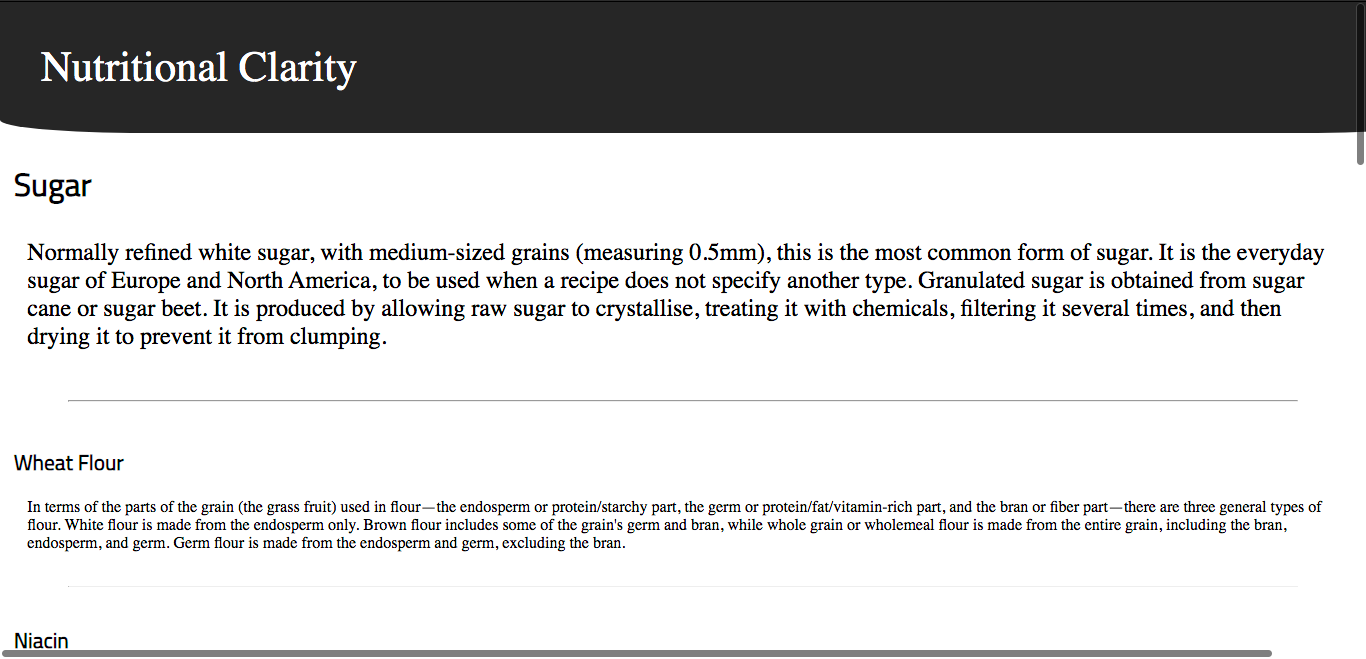 Nutritional Clarity
Sugar
Normally refined white sugar, with medium-sized grains (measuring 0.5mm), this is the most common form of sugar. It is the everyday
sugar of Europe and North America, to be used when a recipe does not specify another type. Granulated sugar is obtained from sugar
cane or sugar beet. It is produced by allowing raw sugar to crystallise, treating it with chemicals, filtering it several times, and then
drying it to prevent it from clumping.
Wheat Flour
In terms of the parts of the grain (the grass fruit) used in flour—the endosperm or protein/starchy part, the germ or protein/fat/vitamin-rich part, and the bran or fiber part—there are three general types of
flour. White flour is made from the endosperm only. Brown flour includes some of the grain's germ and bran, while whole grain or wholemeal flour is made from the entire grain, including the bran,
endosperm, and germ. Germ flour is made from the endosperm and germ, excluding the bran.
Niacin